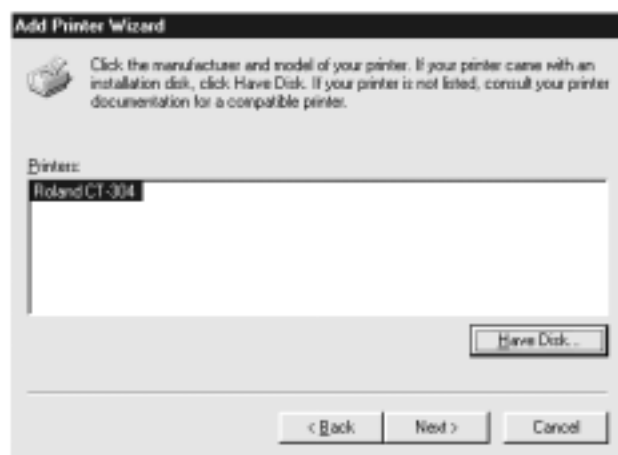 Add Printer Wizard
Click the manufacturer and model of your printer. If your printer came with an
installation disk, click Have Disk. If your printer is not listed, consult your printer
documentation for a compatible printer.
Printers:
Roland CT-304
Have Disk...
< Back Next > Cancel